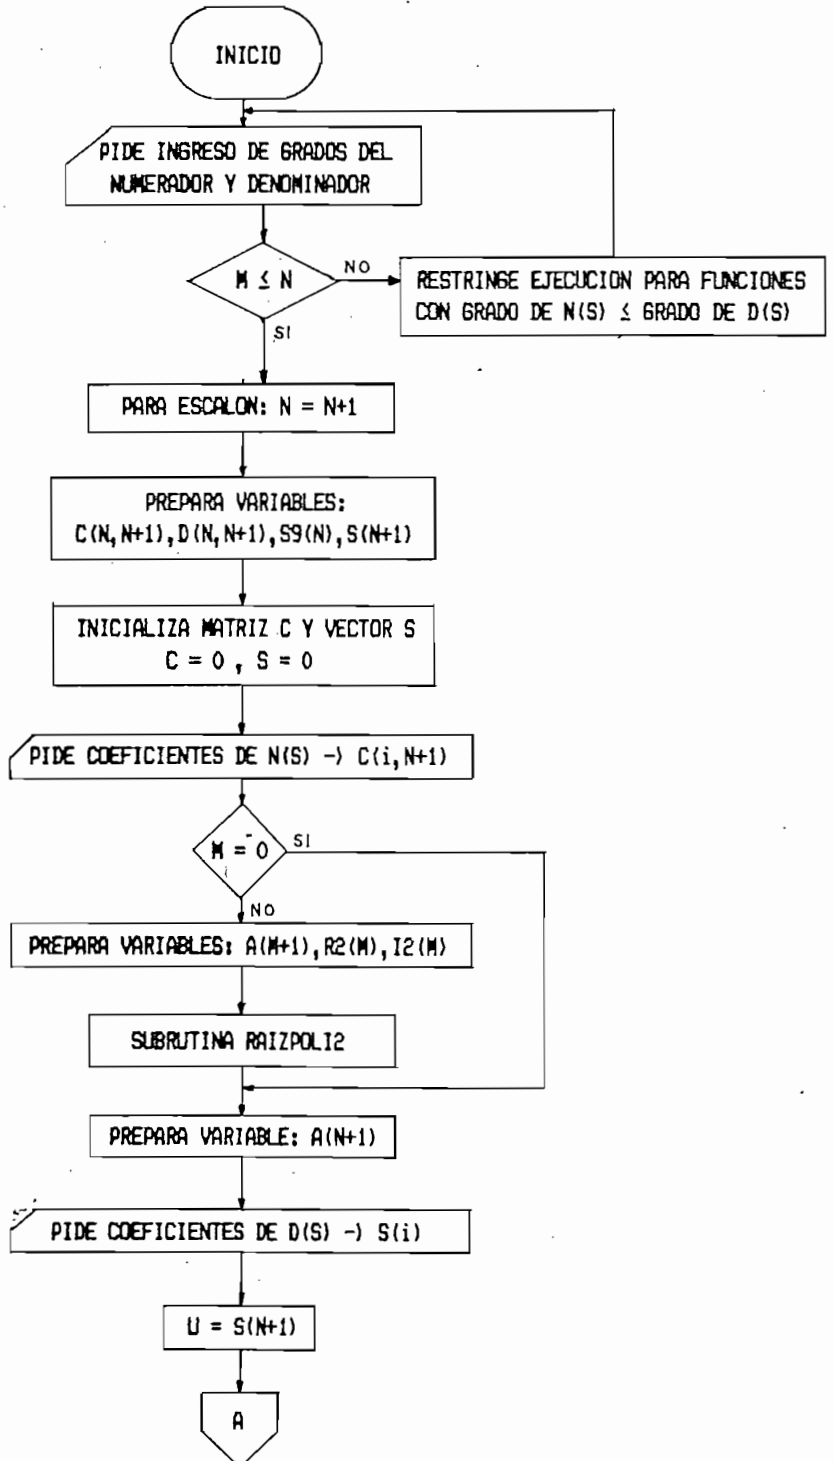 INICIO
PIDE INGRESO DE GRADOS DEL
NUMERADOR Y DENOMINADOR
M ≤ N
NO
RESTRINGE EJECUCION PARA FUNCIONES
CON GRADO DE N(S) ≤ GRADO DE D(S)
SI
PARA ESCALON: N = N+1
PREPARA VARIABLES:
C(N,N+1),D(N,N+1),S9(N),S(N+1)
INICIALIZA MATRIZ C Y VECTOR S
C = 0 , S = 0
PIDE COEFICIENTES DE N(S) -> C(i,N+1)
M = 0
SI
NO
PREPARA VARIABLES: A(M+1),R2(M),I2(M)
SUBRUTINA RAIZPOLI2
PREPARA VARIABLE: A(N+1)
PIDE COEFICIENTES DE D(S) -> S(i)
U = S(N+1)
A